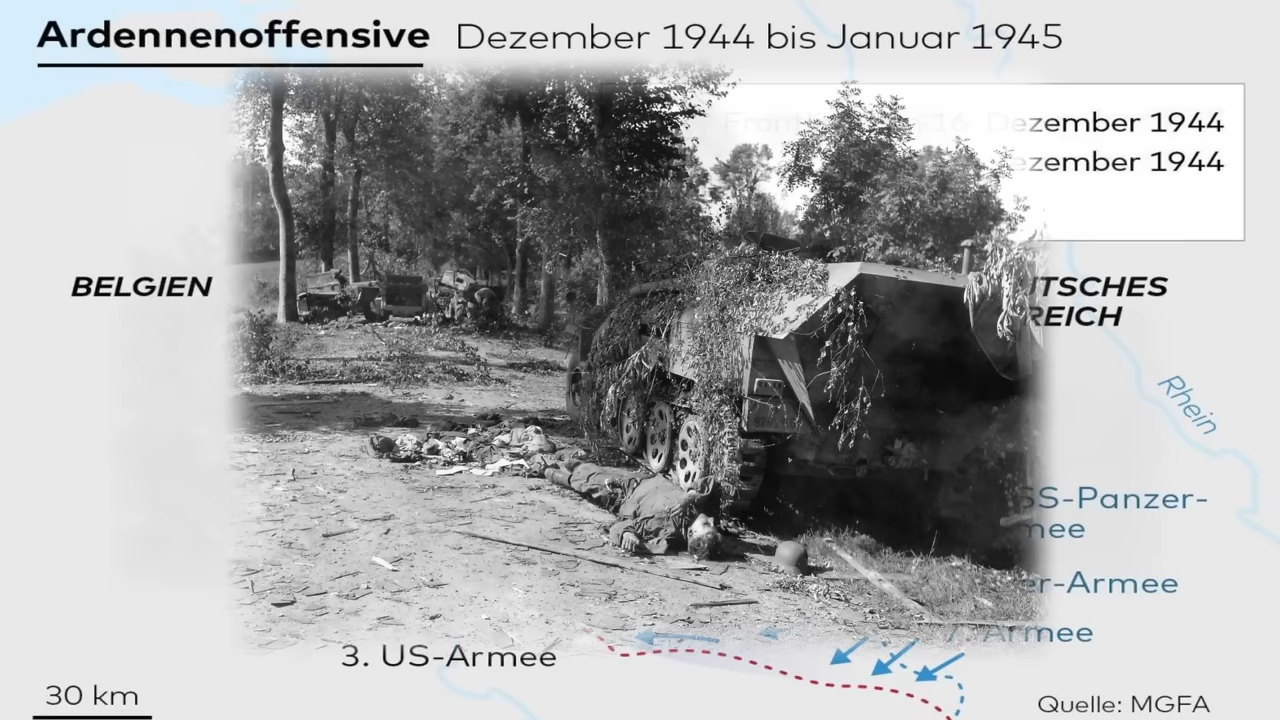 Ardennenoffensive Dezember 1944 bis Januar 1945
Dezember 1944
ezember 1944
BELGIEN
TSCHES
REICH
Rhein
SS-Panzer-
mee
er-Armee
7. Armee
3. US-Armee
30 km
Quelle: MGFA